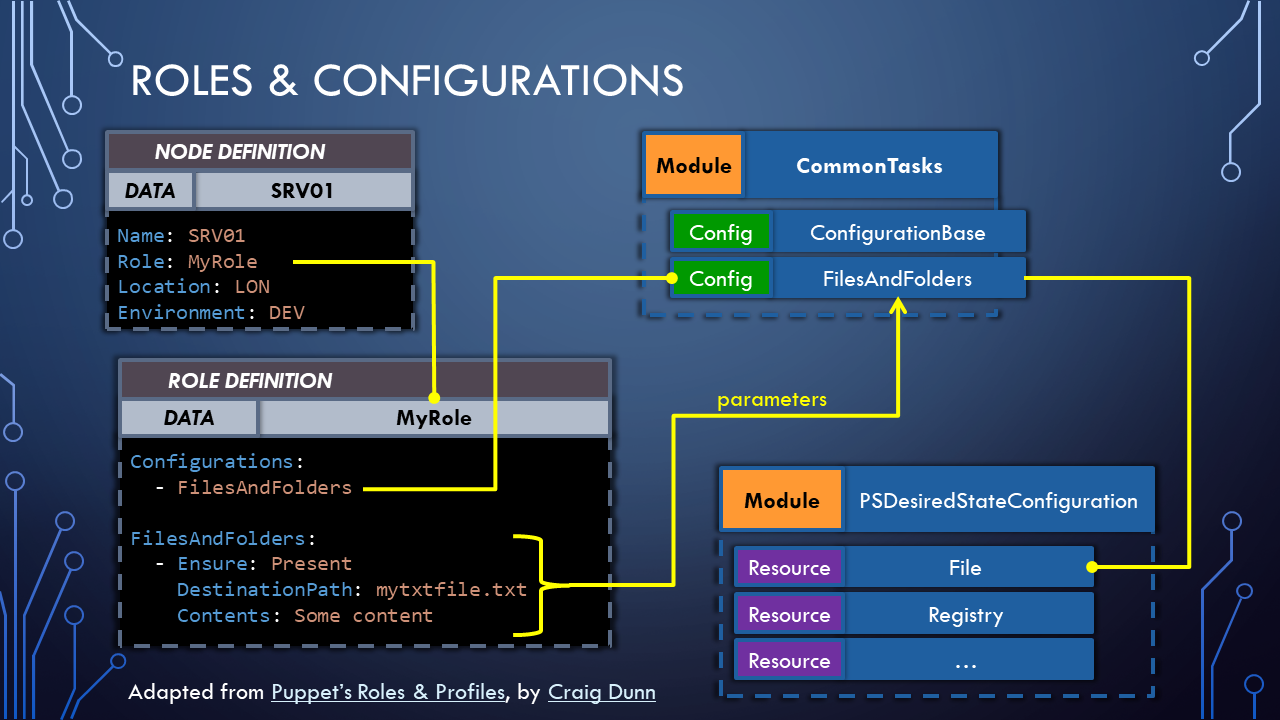 ROLES & CONFIGURATIONS
NODE DEFINITION
DATA SRV01
Name: SRV01
Role: MyRole
Location: LON
Environment: DEV
ROLE DEFINITION
DATA MyRole
Configurations:
- FilesAndFolders
FilesAndFolders:
- Ensure: Present
DestinationPath: mytxtfile.txt
Contents: Some content
Module CommonTasks
Config ConfigurationBase
Config FilesAndFolders
parameters
Module PSDesiredStateConfiguration
Resource File
Resource Registry
Resource ...
Adapted from Puppet's Roles & Profiles, by Craig Dunn